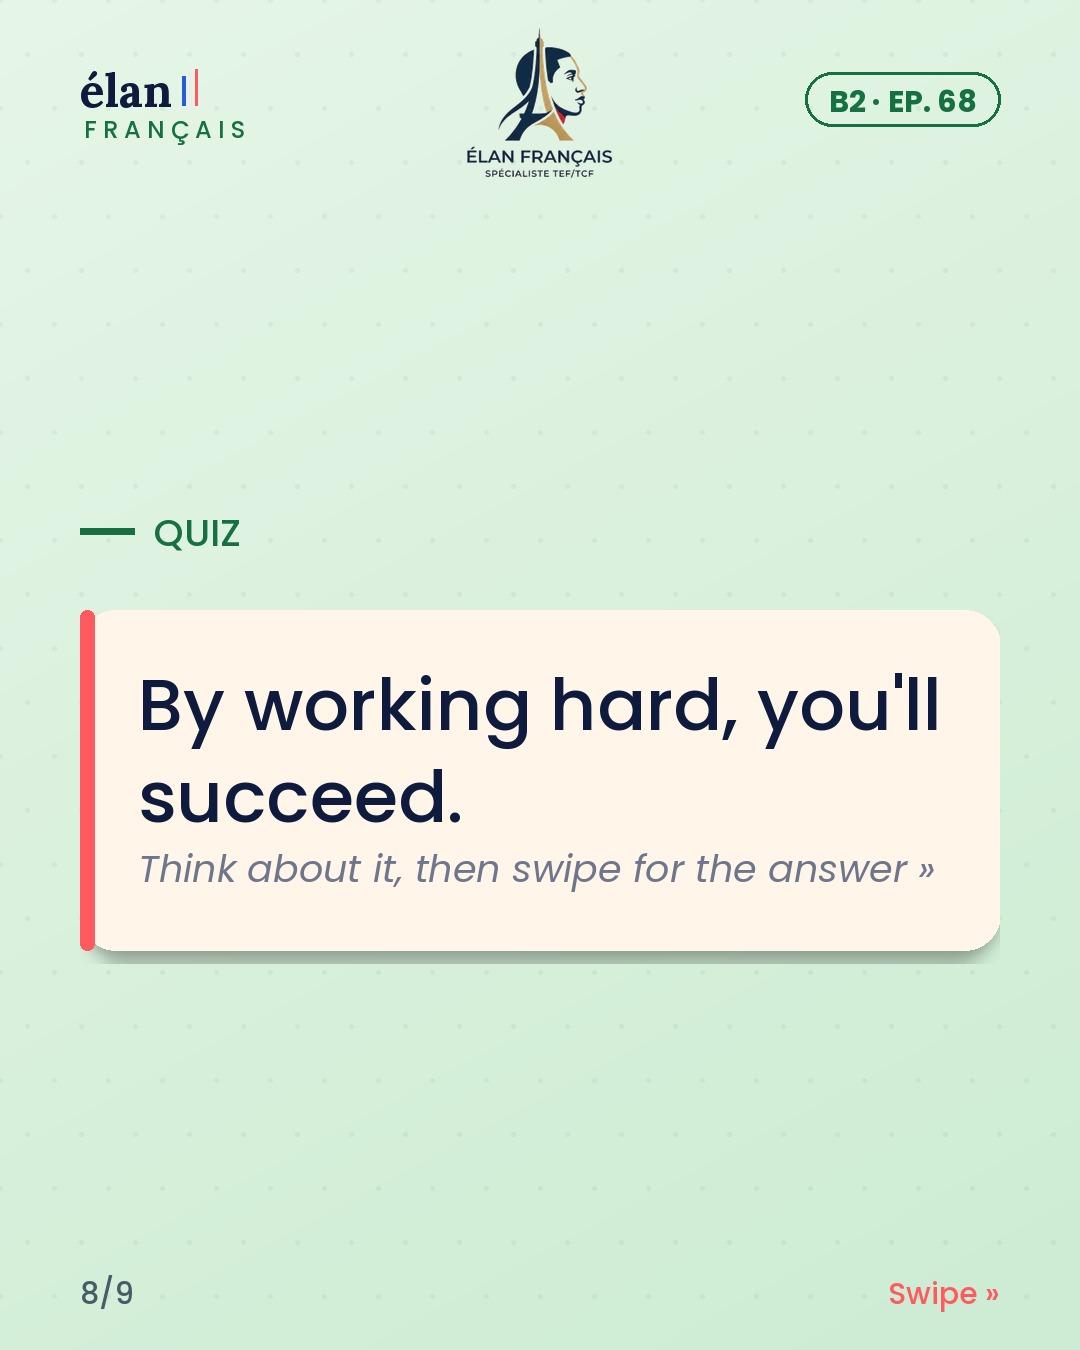 élan
FRANÇAIS
ÉLAN FRANÇAIS
SPÉCIALISTE TEF/TCF
B2 · EP. 68
QUIZ
By working hard, you'll
succeed.
Think about it, then swipe for the answer »
8/9
Swipe »